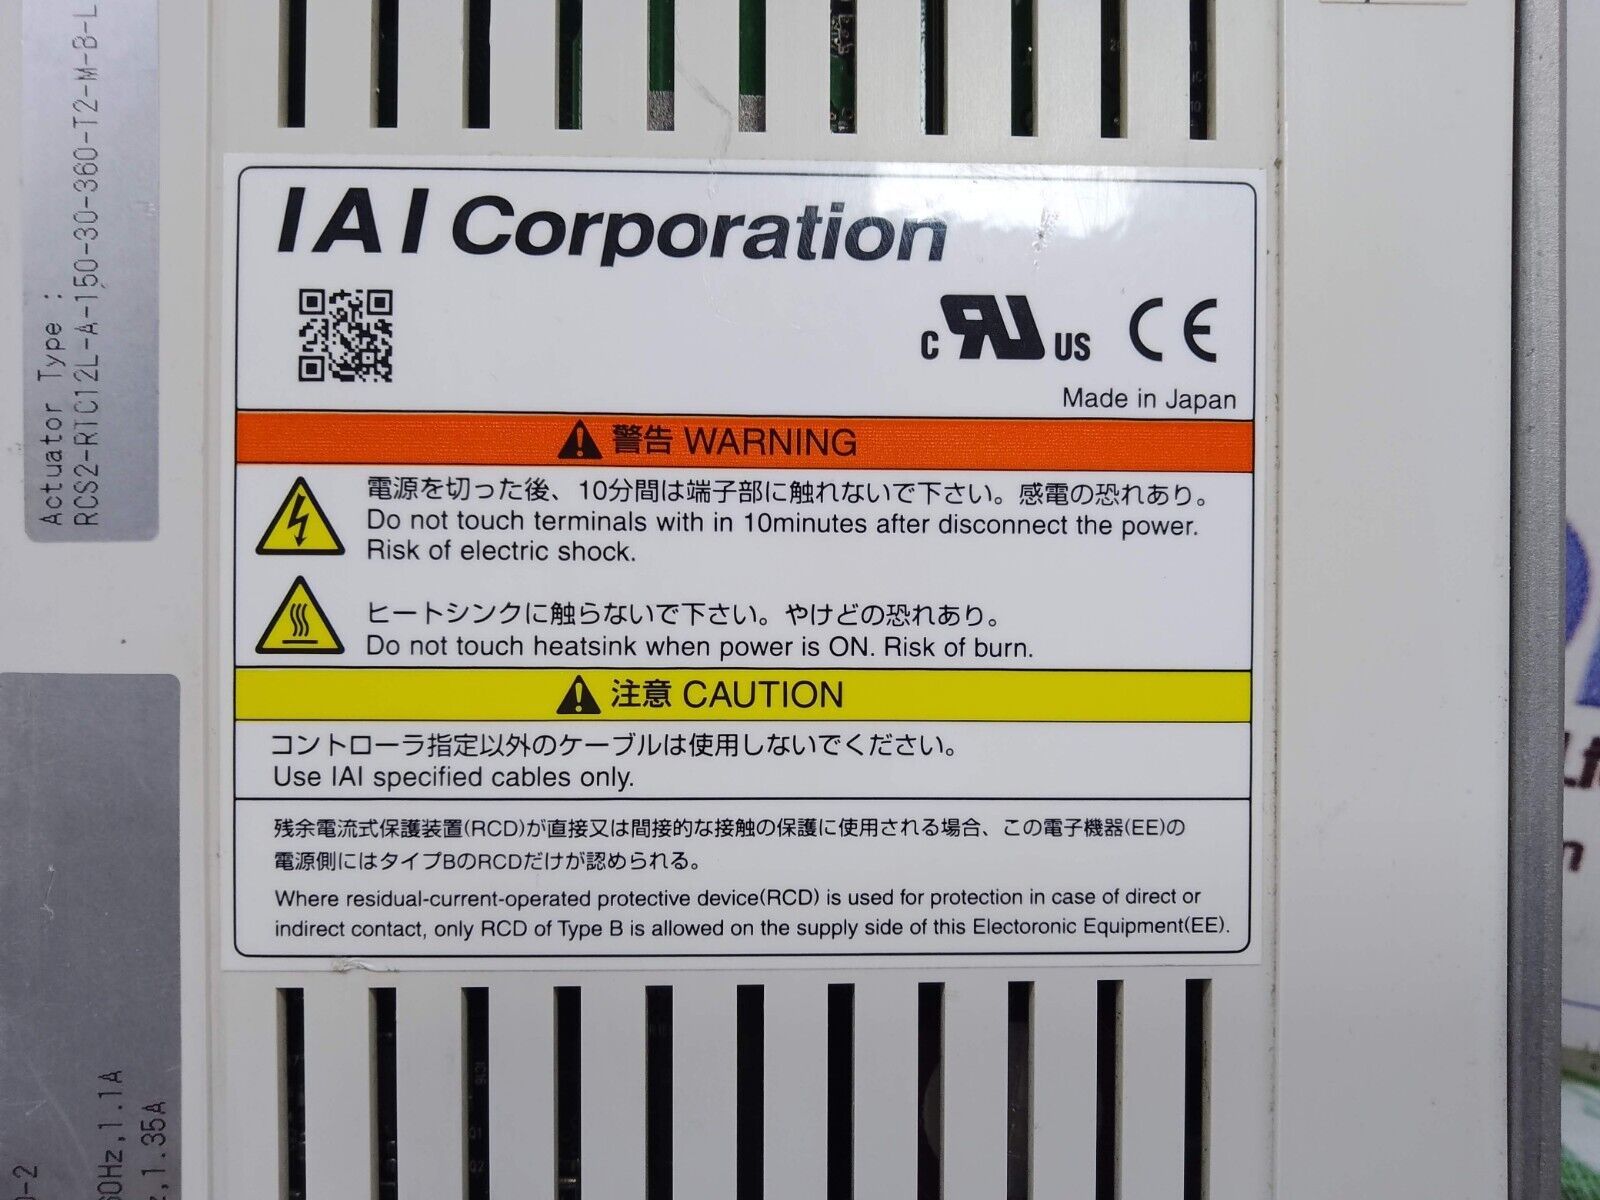 Actuator Type :
RCS2-RTC12L-A-150-30-360-T2-M-B-L
IAI Corporation
c RU US CE
Made in Japan
警告 WARNING
電源を切った後、10分間は端子部に触れないで下さい。感電の恐れあり。
Do not touch terminals with in 10minutes after disconnect the power.
Risk of electric shock.
ヒートシンクに触らないで下さい。やけどの恐れあり。
Do not touch heatsink when power is ON. Risk of burn.
注意 CAUTION
コントローラ指定以外のケーブルは使用しないでください。
Use IAI specified cables only.
残余電流式保護装置(RCD)が直接又は間接的な接触の保護に使用される場合、この電子機器(EE)の
電源側にはタイプBのRCDだけが認められる。
Where residual-current-operated protective device(RCD) is used for protection in case of direct or
indirect contact, only RCD of Type B is allowed on the supply side of this Electoronic Equipment(EE).
-2
60Hz,1.1A
z,1.35A